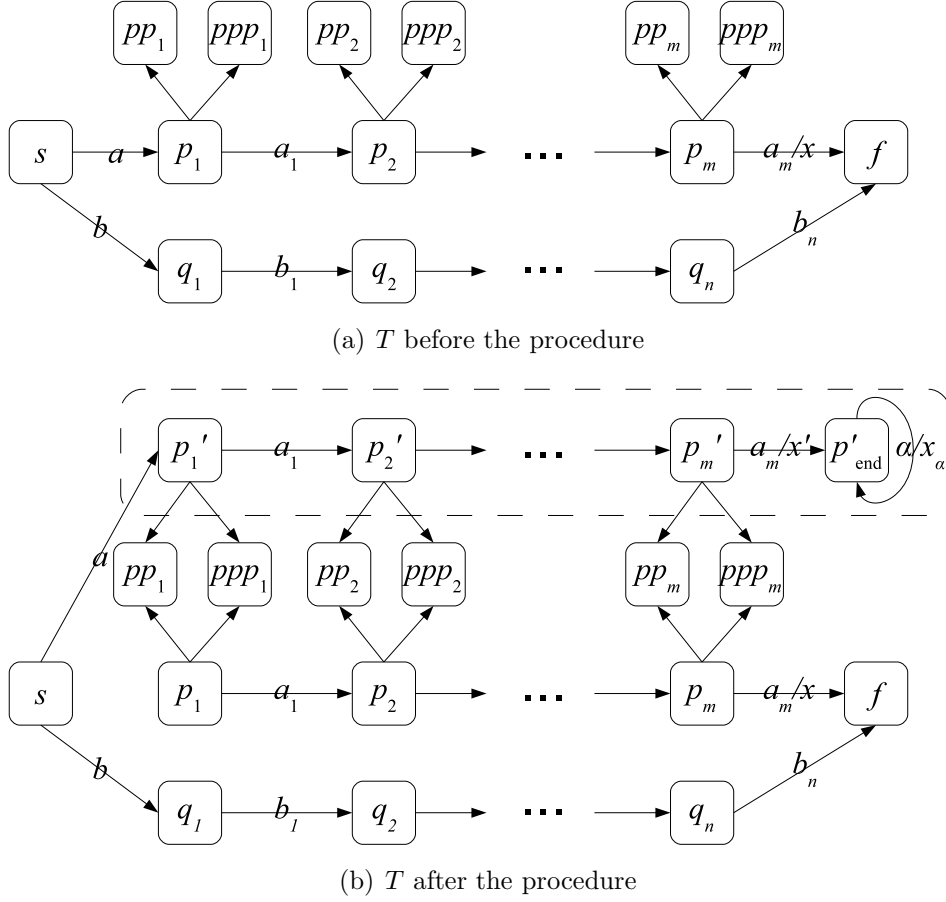 pp₁ ppp₁ pp₂ ppp₂ ppₘ pppₘ
s a p₁ a₁ p₂ ... pₘ aₘ/x f
b bₙ
q₁ b₁ q₂ ... qₙ
(a) T before the procedure
p₁′ a₁ p₂′ ... pₘ′ aₘ/x′ p′end α/xα
a pp₁ ppp₁ pp₂ ppp₂ ppₘ pppₘ
s p₁ a₁ p₂ ... pₘ aₘ/x f
b bₙ
q₁ b₁ q₂ ... qₙ
(b) T after the procedure